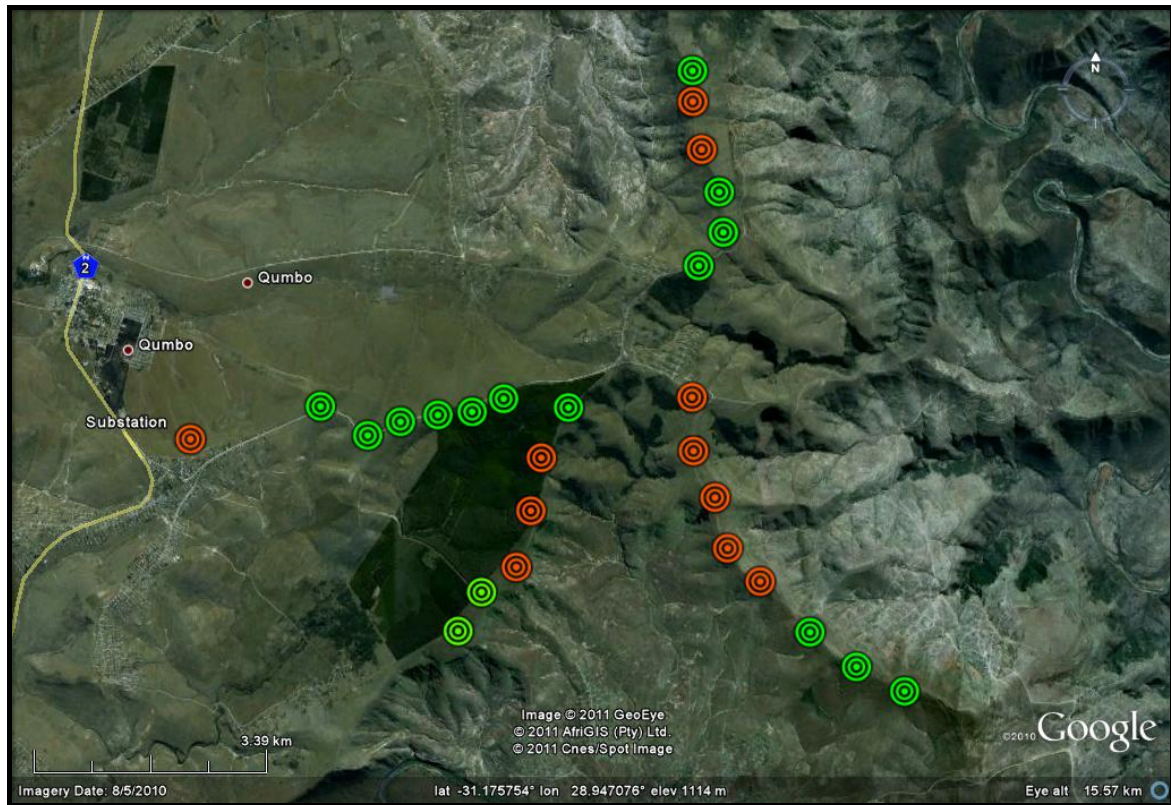 N
2
Qumbo
Qumbo
Substation
Image © 2011 GeoEye
© 2011 AfriGIS (Pty) Ltd.
© 2011 Cnes/Spot Image
©2010 Google
3.39 km
Imagery Date: 8/5/2010
lat -31.175754° lon 28.947076° elev 1114 m
Eye alt 15.57 km